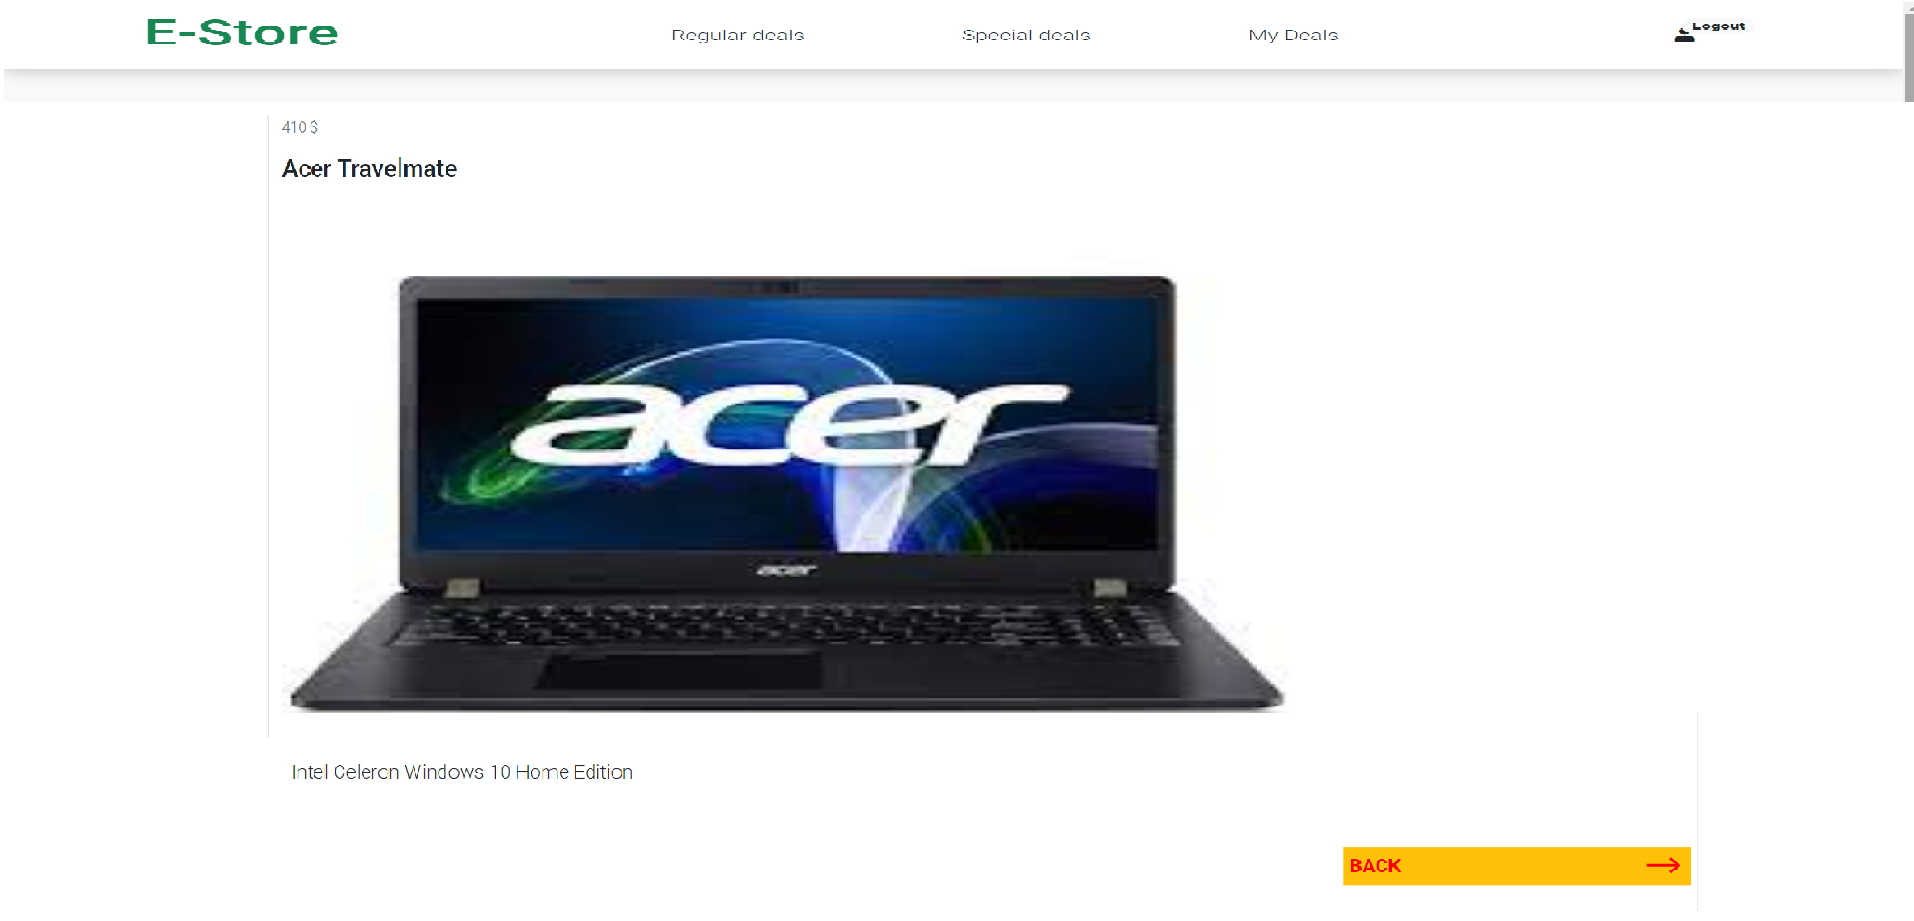 E-Store
Regular deals
Special deals
My Deals
Logout
410 $
Acer Travelmate
acer
acer
Intel Celeron Windows 10 Home Edition
BACK